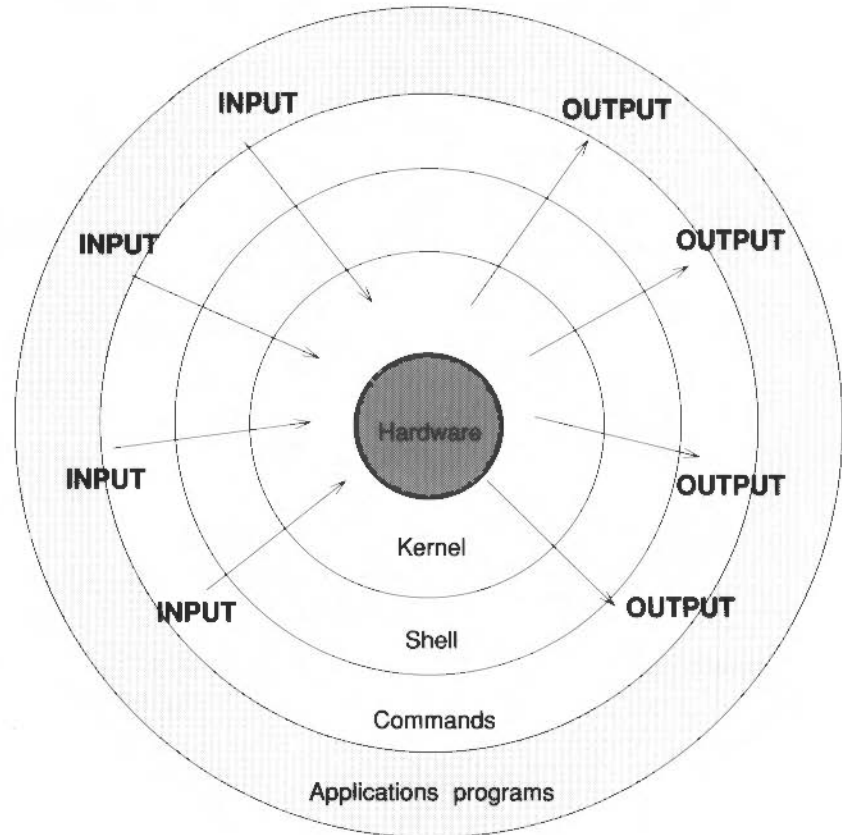 INPUT
OUTPUT
INPUT
OUTPUT
Hardware
INPUT
OUTPUT
Kernel
INPUT
OUTPUT
Shell
Commands
Applications programs